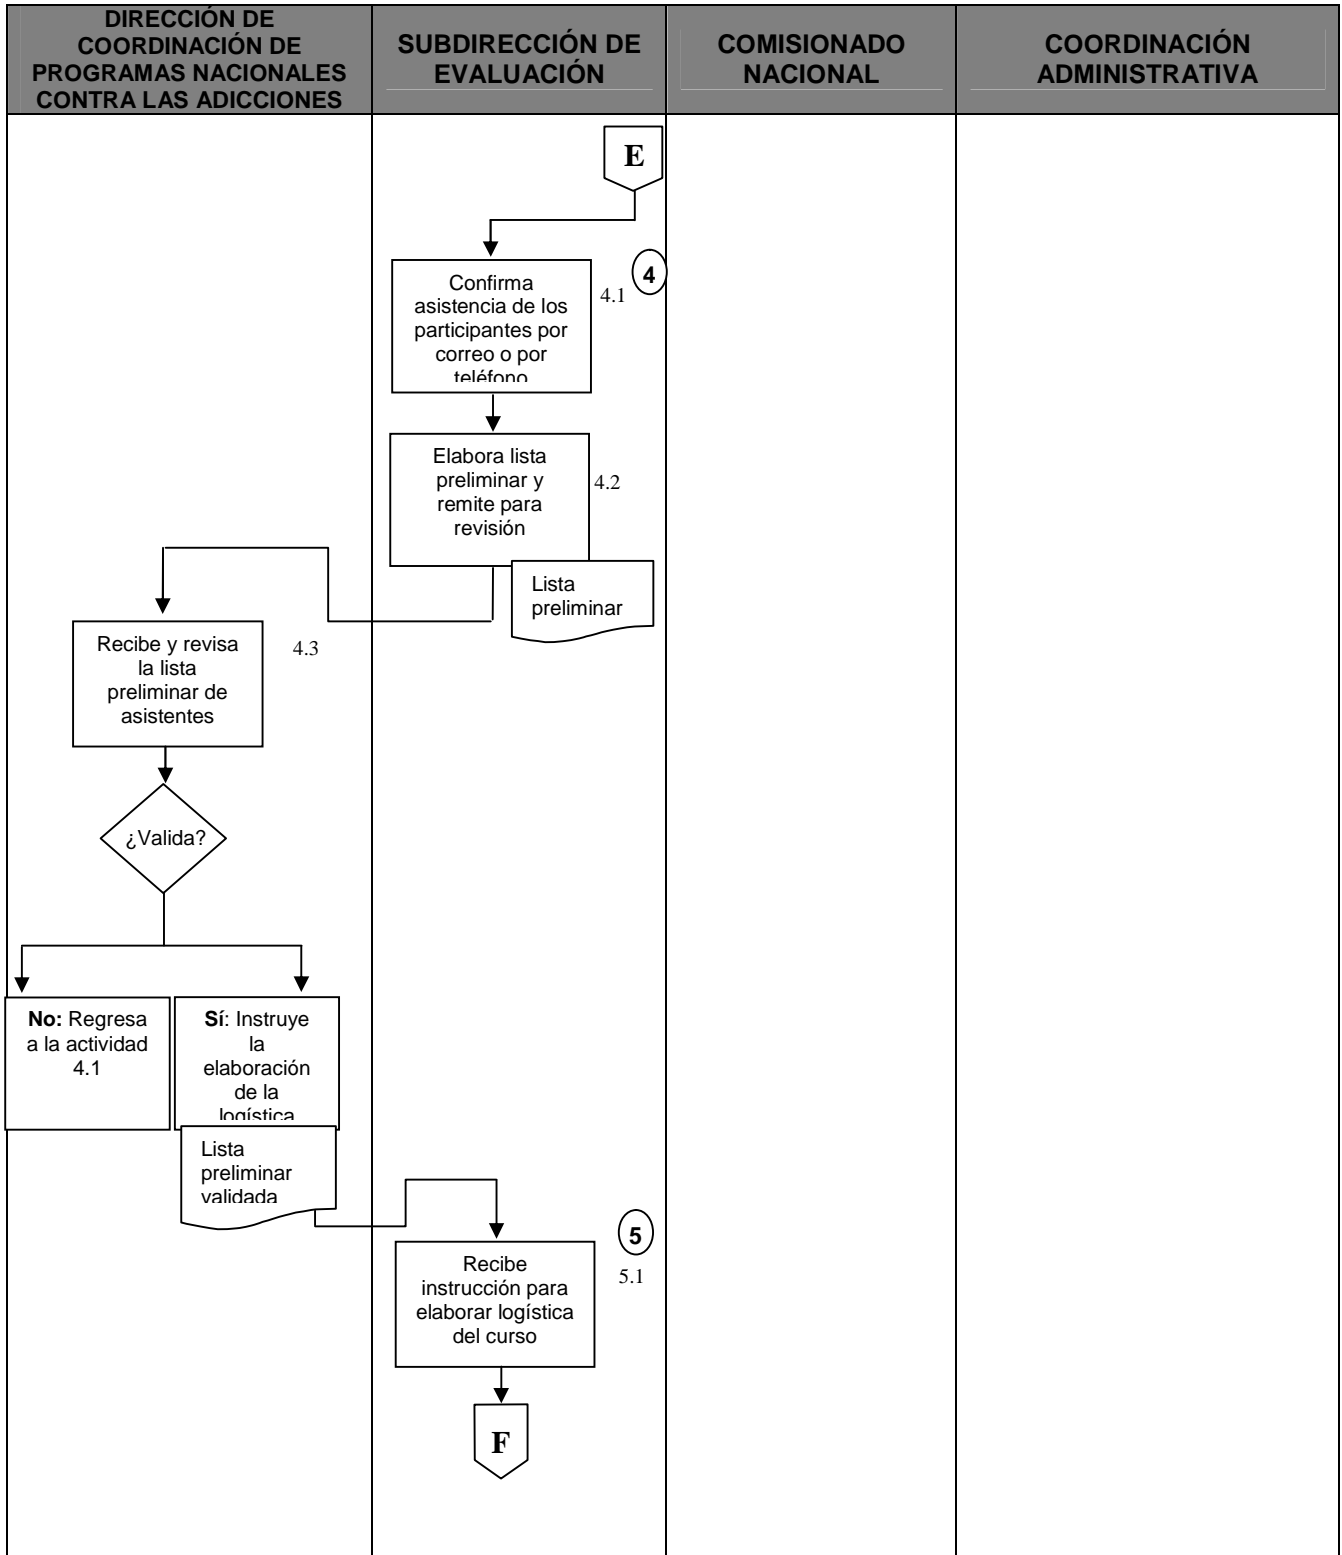 DIRECCIÓN DE
COORDINACIÓN DE
PROGRAMAS NACIONALES
CONTRA LAS ADICCIONES
SUBDIRECCIÓN DE
EVALUACIÓN
COMISIONADO
NACIONAL
COORDINACIÓN
ADMINISTRATIVA
E
4
Confirma
asistencia de los
participantes por
correo o por
teléfono
4.1
Elabora lista
preliminar y
remite para
revisión
4.2
Lista
preliminar
Recibe y revisa
la lista
preliminar de
asistentes
4.3
¿Valida?
No: Regresa
a la actividad
4.1
Sí: Instruye
la
elaboración
de la
logística
Lista
preliminar
validada
5
Recibe
instrucción para
elaborar logística
del curso
5.1
F